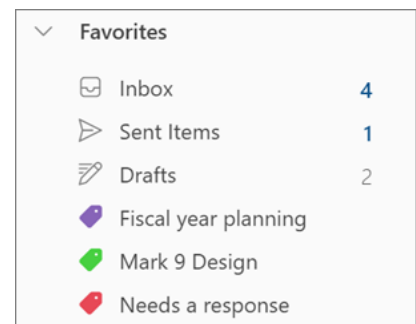 Favorites
Inbox 4
Sent Items 1
Drafts 2
Fiscal year planning
Mark 9 Design
Needs a response